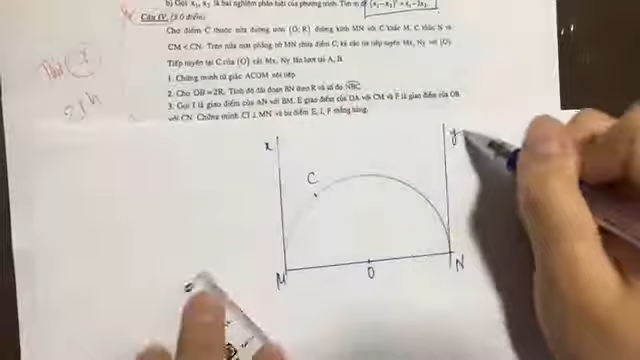 b) Gọi x₁, x₂ là hai nghiệm phân biệt của phương trình. Tìm m để (x₁ - x₂)² = x₁ - 3x₂
Câu IV. (3.0 điểm)
Cho điểm C thuộc nửa đường tròn (O; R) đường kính MN với C khác M, C khác N và
CM < CN. Trên nửa mặt phẳng bờ MN chứa điểm C, kẻ các tia tiếp tuyến Mx, Ny với (O).
Tiếp tuyến tại C của (O) cắt Mx, Ny lần lượt tại A, B.
1. Chứng minh tứ giác ACOM nội tiếp.
2. Cho OB = 2R. Tính độ dài đoạn BN theo R và số đo NBC.
3. Gọi I là giao điểm của AN với BM, E là giao điểm của OA với CM và F là giao điểm của OB
với CN. Chứng minh CI ⊥ MN và ba điểm E, I, F thẳng hàng.
x
y
C
M
O
N